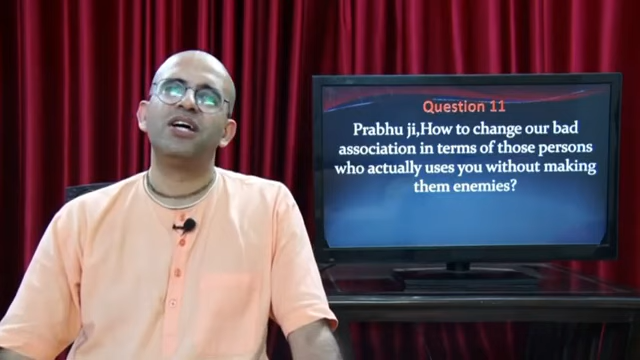 Question 11
Prabhu ji,How to change our bad
association in terms of those persons
who actually uses you without making
them enemies?